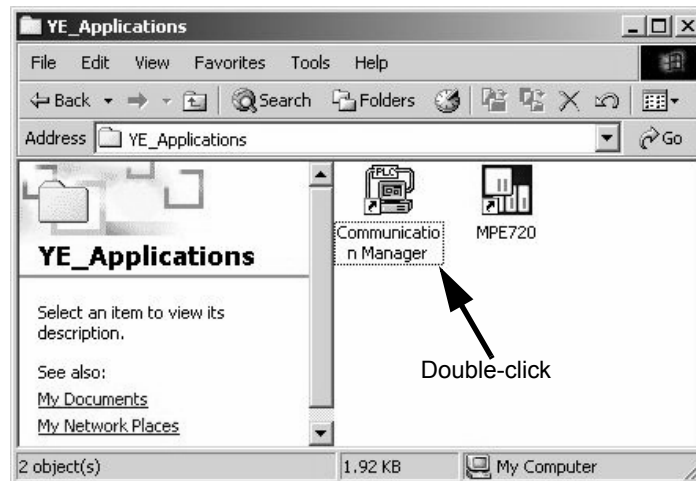 YE_Applications
File Edit View Favorites Tools Help
Back Search Folders
Address YE_Applications Go
PLC
Communicatio
n Manager
MPE720
YE_Applications
Select an item to view its
description.
See also:
My Documents
My Network Places
Double-click
2 object(s) 1.92 KB My Computer